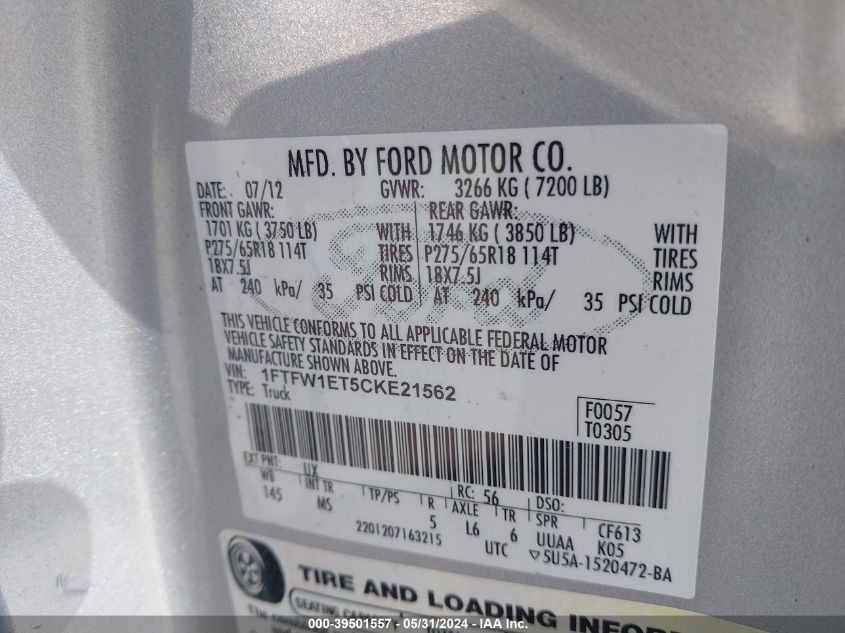 MFD. BY FORD MOTOR CO.
DATE: 07/12 GVWR: 3266 KG ( 7200 LB)
FRONT GAWR: REAR GAWR:
1701 KG ( 3750 LB) WITH 1746 KG ( 3850 LB) WITH
P275/65R18 114T TIRES P275/65R18 114T TIRES
18X7.5J RIMS 18X7.5J RIMS
AT 240 kPa/ 35 PSI COLD AT 240 kPa/ 35 PSI COLD
THIS VEHICLE CONFORMS TO ALL APPLICABLE FEDERAL MOTOR
VEHICLE SAFETY STANDARDS IN EFFECT ON THE DATE OF
MANUFACTURE SHOWN ABOVE.
VIN: 1FTFW1ET5CKE21562
TYPE: Truck
F0057
T0305
EXT PNT: UX RC: 56 DSO:
WB INT TR TP/PS R AXLE TR SPR CF613
145 MS 5 L6 6 UUAA K05
2201207163215 UTC ▽5U5A-1520472-BA
TIRE AND LOADING
SEATING
The
000-39501557 - 05/31/2024 - IAA Inc.